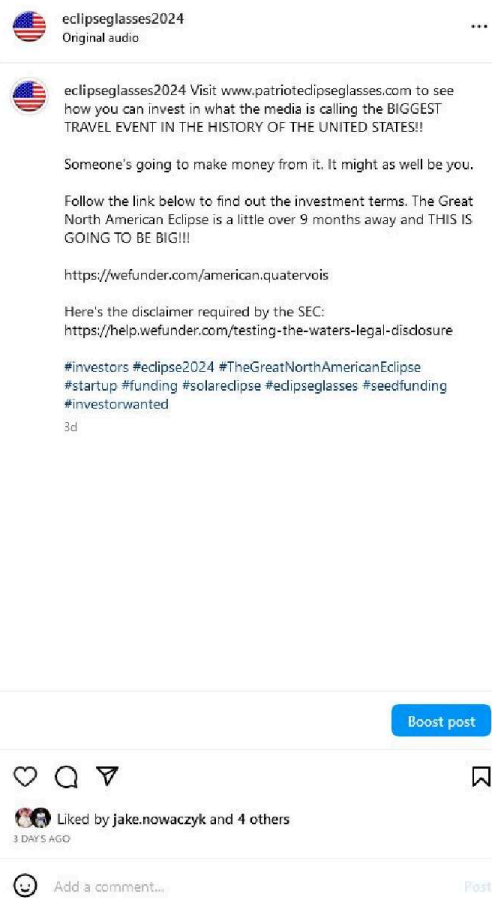 eclipseglasses2024
Original audio
eclipseglasses2024 Visit www.patrioteclipseglasses.com to see
how you can invest in what the media is calling the BIGGEST
TRAVEL EVENT IN THE HISTORY OF THE UNITED STATES!!
Someone's going to make money from it. It might as well be you.
Follow the link below to find out the investment terms. The Great
North American Eclipse is a little over 9 months away and THIS IS
GOING TO BE BIG!!!
https://wefunder.com/american.quatervois
Here's the disclaimer required by the SEC:
https://help.wefunder.com/testing-the-waters-legal-disclosure
#investors #eclipse2024 #TheGreatNorthAmericanEclipse
#startup #funding #solareclipse #eclipseglasses #seedfunding
#investorwanted
3d
Boost post
Liked by jake.nowaczyk and 4 others
3 DAYS AGO
Add a comment...
Post